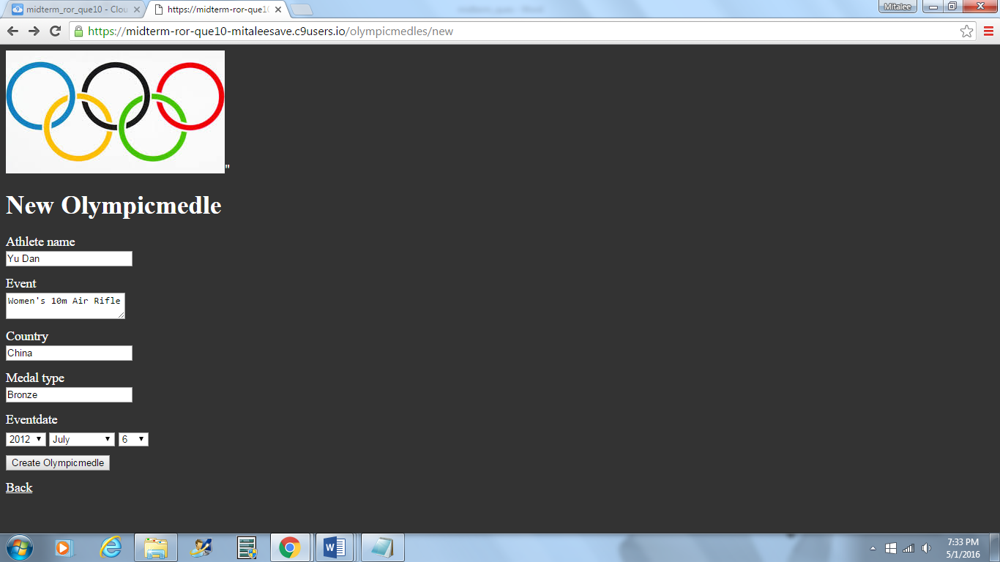 midterm_ror_que10 - Clou
https://midterm-ror-que10
Mitalee
https://midterm-ror-que10-mitaleesave.c9users.io/olympicmedles/new
"
New Olympicmedle
Athlete name
Yu Dan
Event
Women's 10m Air Rifle
Country
China
Medal type
Bronze
Eventdate
2012 July 6
Create Olympicmedle
Back
7:33 PM
5/1/2016